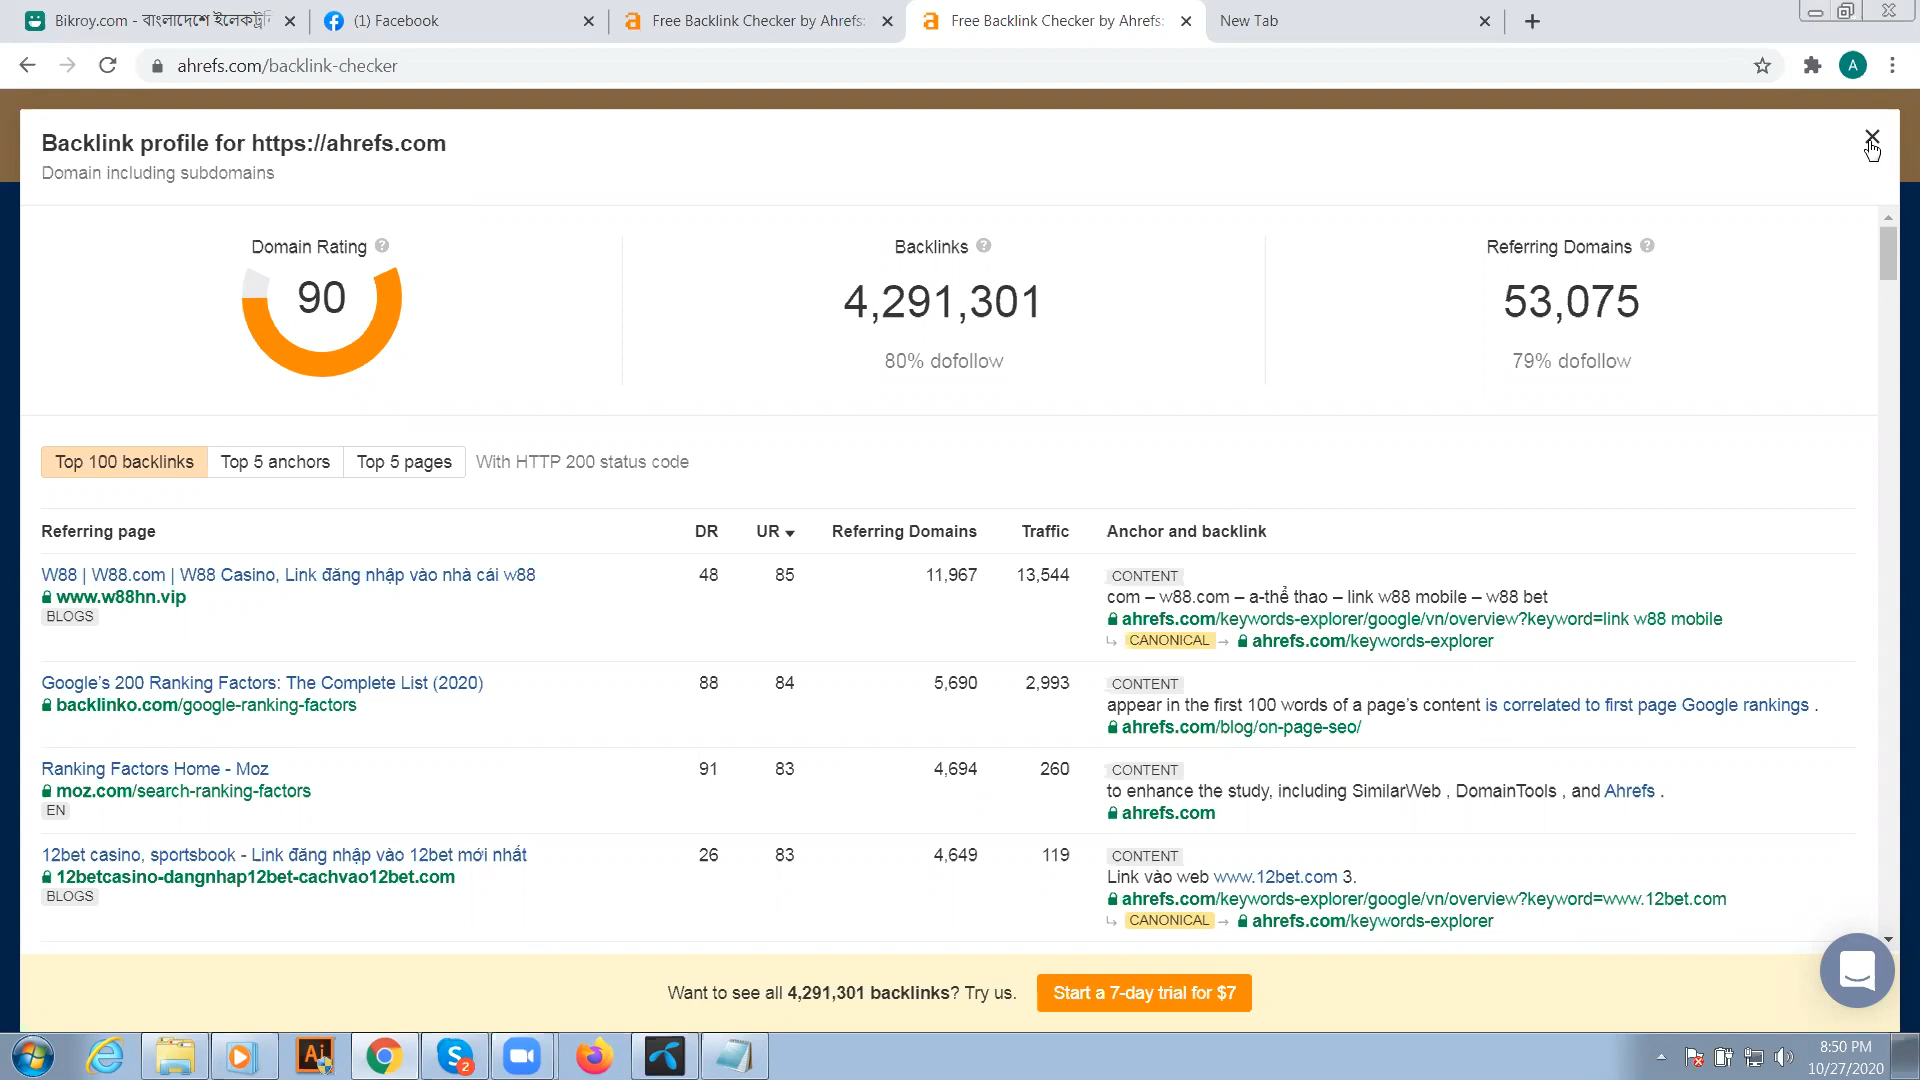 Bikroy.com - বাংলাদেশে ইলেকট্রনি
(1) Facebook
Free Backlink Checker by Ahrefs:
Free Backlink Checker by Ahrefs:
New Tab
ahrefs.com/backlink-checker
A
Backlink profile for https://ahrefs.com
Domain including subdomains
Domain Rating ?
90
Backlinks ?
4,291,301
80% dofollow
Referring Domains ?
53,075
79% dofollow
Top 100 backlinks Top 5 anchors Top 5 pages With HTTP 200 status code
Referring page DR UR Referring Domains Traffic Anchor and backlink
W88 | W88.com | W88 Casino, Link đăng nhập vào nhà cái w88 48 85 11,967 13,544 CONTENT
www.w88hn.vip com – w88.com – a-thể thao – link w88 mobile – w88 bet
BLOGS ahrefs.com/keywords-explorer/google/vn/overview?keyword=link w88 mobile
CANONICAL → ahrefs.com/keywords-explorer
Google's 200 Ranking Factors: The Complete List (2020) 88 84 5,690 2,993 CONTENT
backlinko.com/google-ranking-factors appear in the first 100 words of a page's content is correlated to first page Google rankings .
ahrefs.com/blog/on-page-seo/
Ranking Factors Home - Moz 91 83 4,694 260 CONTENT
moz.com/search-ranking-factors to enhance the study, including SimilarWeb , DomainTools , and Ahrefs .
EN ahrefs.com
12bet casino, sportsbook - Link đăng nhập vào 12bet mới nhất 26 83 4,649 119 CONTENT
12betcasino-dangnhap12bet-cachvao12bet.com Link vào web www.12bet.com 3.
BLOGS ahrefs.com/keywords-explorer/google/vn/overview?keyword=www.12bet.com
CANONICAL → ahrefs.com/keywords-explorer
Want to see all 4,291,301 backlinks? Try us. Start a 7-day trial for $7
Ai
S 2
8:50 PM
10/27/2020